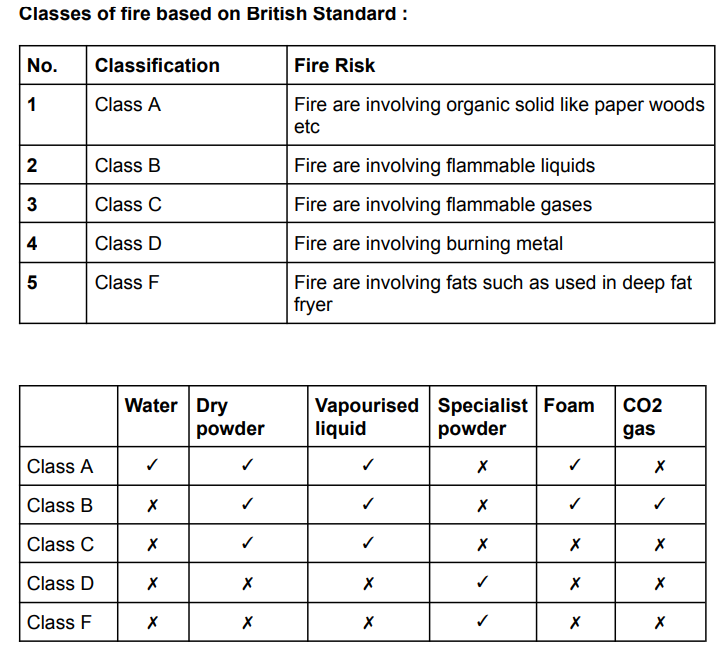 Classes of fire based on British Standard :
No. Classification Fire Risk
1 Class A Fire are involving organic solid like paper woods
etc
2 Class B Fire are involving flammable liquids
3 Class C Fire are involving flammable gases
4 Class D Fire are involving burning metal
5 Class F Fire are involving fats such as used in deep fat
fryer
Water Dry Vapourised Specialist Foam CO2
powder liquid powder gas
Class A ✓ ✓ ✓ ✗ ✓ ✗
Class B ✗ ✓ ✓ ✗ ✓ ✓
Class C ✗ ✓ ✓ ✗ ✗ ✗
Class D ✗ ✗ ✗ ✓ ✗ ✗
Class F ✗ ✗ ✗ ✓ ✗ ✗